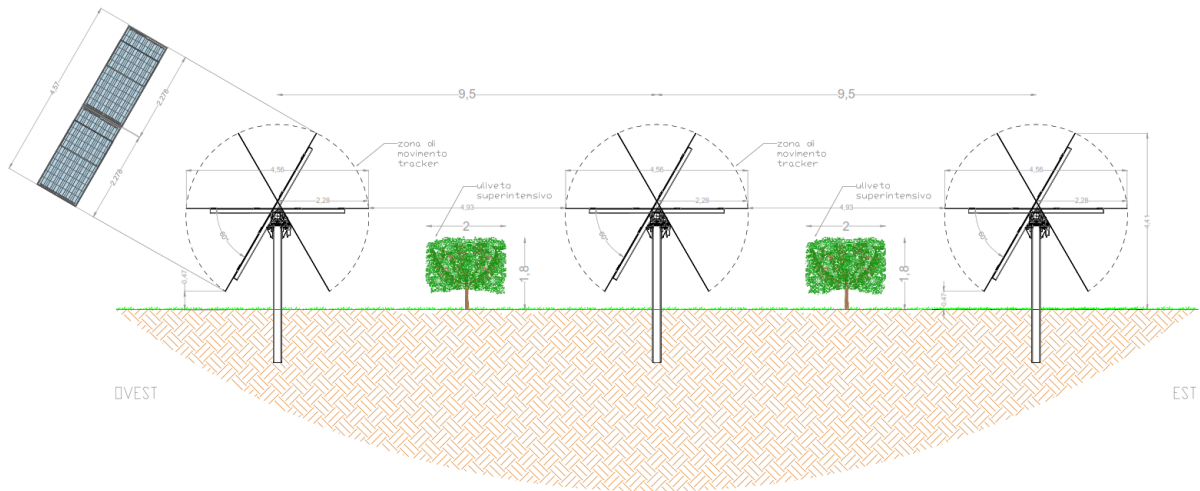 4,57
2,278
2,278
9,5
9,5
zona di
movimento
tracker
4,56
2,28
60°
0,47
uliveto
superintensivo
4,93
2
1,8
zona di
movimento
tracker
4,56
2,28
60°
uliveto
superintensivo
4,93
2
1,8
4,56
2,28
60°
0,47
4,41
OVEST
EST